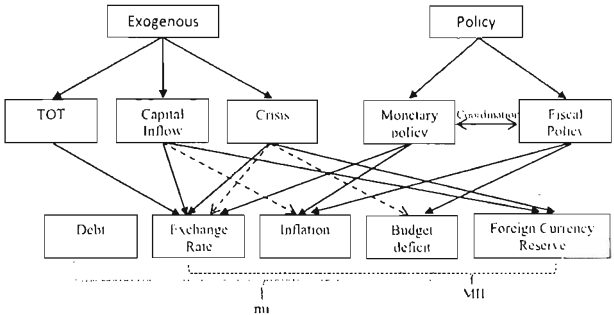 Exogenous
Policy
TOT
Capital
Inflow
Crisis
Monetary
policy
Coordination
Fiscal
Policy
Debt
Exchange
Rate
Inflation
Budget
deficit
Foreign Currency
Reserve
MII